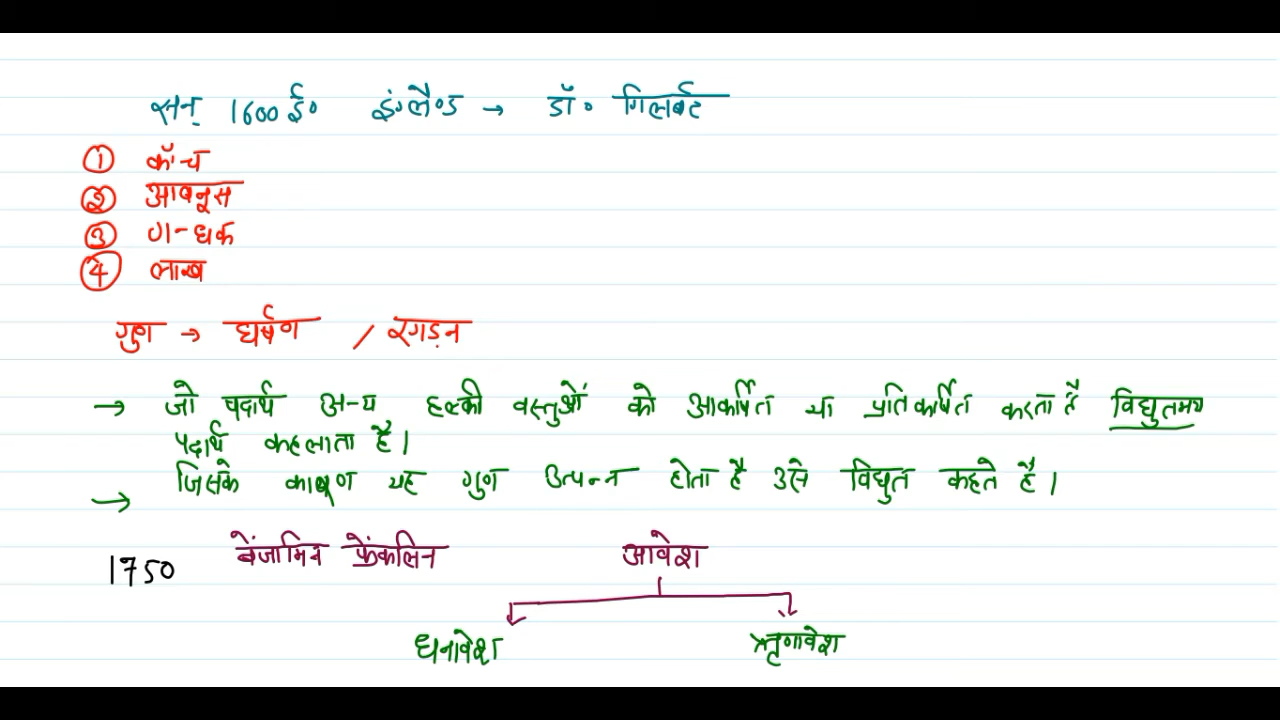 सन् 1600 ई० इंग्लैण्ड → डॉ० गिलबर्ट
① काँच
② आबनूस
③ गन्धक
④ लाख
गुण → घर्षण / रगड़न
→ जो पदार्थ अन्य हल्की वस्तुओं को आकर्षित या प्रतिकर्षित करता है विद्युतमय
पदार्थ कहलाता है।
→ जिसके कारण यह गुण उत्पन्न होता है उसे विद्युत कहते है।
1750 बेंजामिन फ्रेंकलिन आवेश
धनावेश ऋणावेश